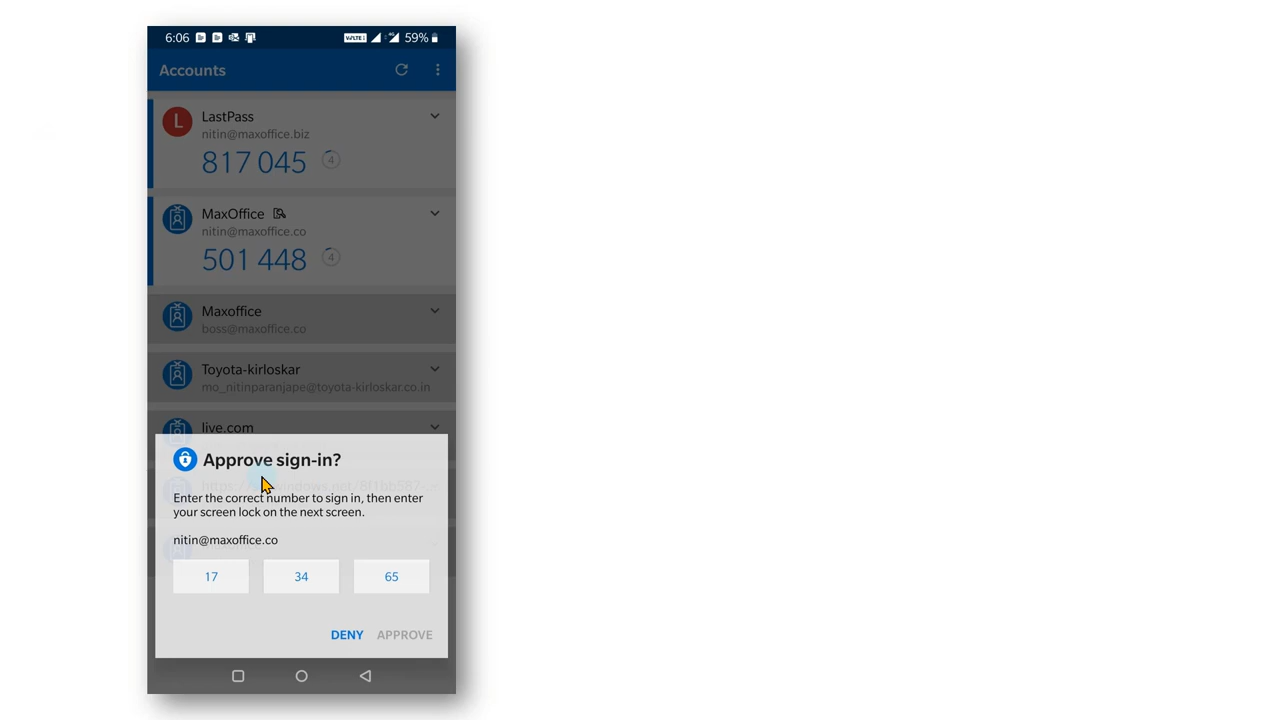 6:06 VoLTE 59%
Accounts
L LastPass
nitin@maxoffice.biz
817 045 4
MaxOffice
nitin@maxoffice.co
501 448 4
Maxoffice
boss@maxoffice.co
Toyota-kirloskar
mo_nitinparanjape@toyota-kirloskar.co.in
live.com
Approve sign-in?
Enter the correct number to sign in, then enter
your screen lock on the next screen.
nitin@maxoffice.co
17 34 65
DENY APPROVE